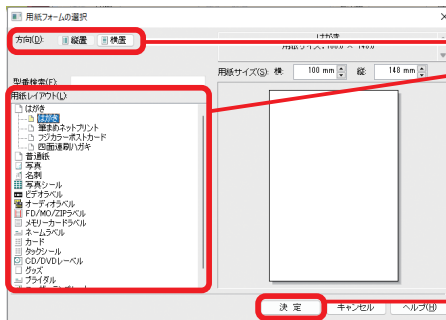 用紙フォームの選択
方向(D): 縦置 横置
はがき
用紙サイズ: 100.0 × 148.0
用紙サイズ(S): 横: 100 mm 縦: 148 mm
型番検索(F):
用紙レイアウト(L):
はがき
はがき
筆まめネットプリント
フジカラーポストカード
四面連刷ハガキ
普通紙
写真
名刺
写真シール
ビデオラベル
オーディオラベル
FD/MO/ZIPラベル
メモリーカードラベル
ネームラベル
カード
タックシール
CD/DVDレーベル
グッズ
ブライダル
決 定 キャンセル ヘルプ(H)